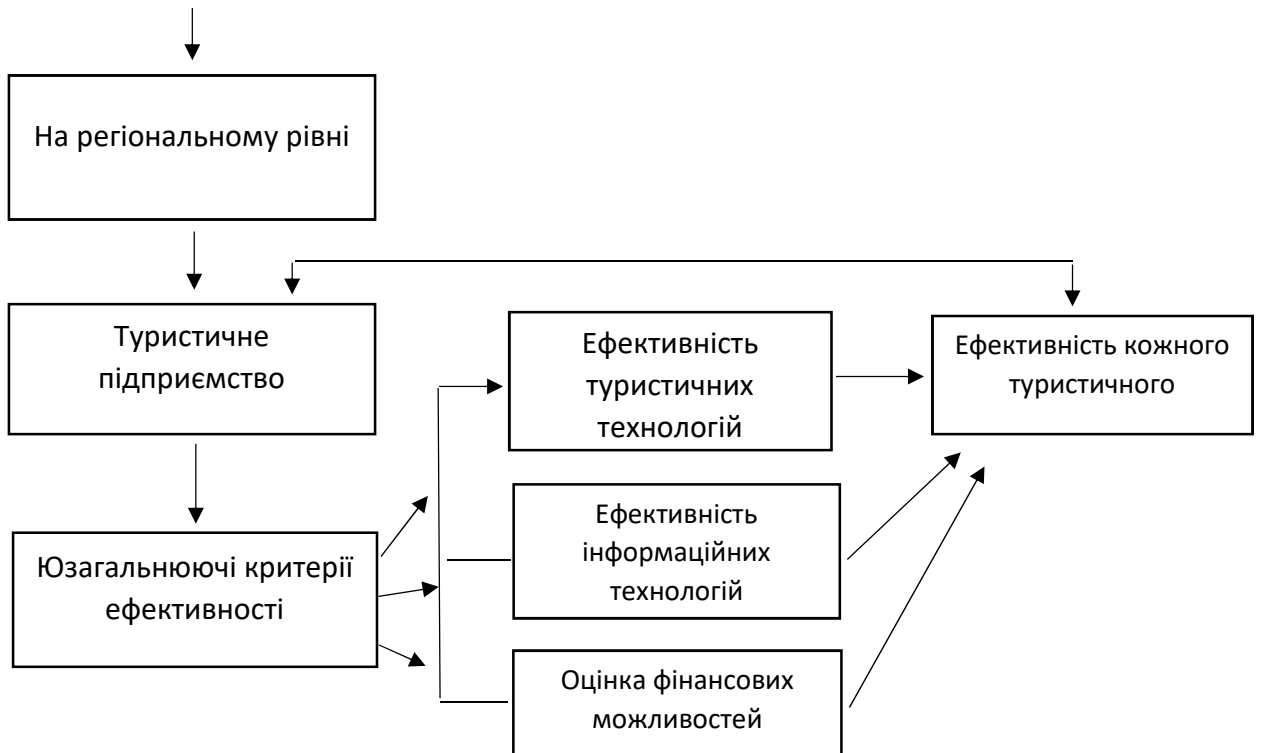 На регіональному рівні
Туристичне
підприємство
Ефективність
туристичних
технологій
Ефективність кожного
туристичного
Юзагальнюючі критерії
ефективності
Ефективність
інформаційних
технологій
Оцінка фінансових
можливостей